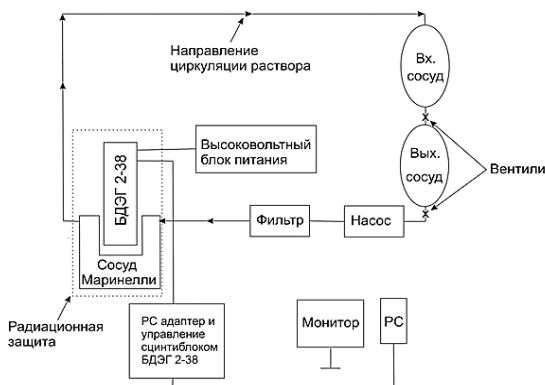 Направление
циркуляции раствора
Вх.
сосуд
Высоковольтный
блок питания
БДЭГ 2-38
Вых.
сосуд
Вентили
Фильтр
Насос
Сосуд
Маринелли
Радиационная
защита
PC адаптер и
управление
сцинтиблоком
БДЭГ 2-38
Монитор
PC